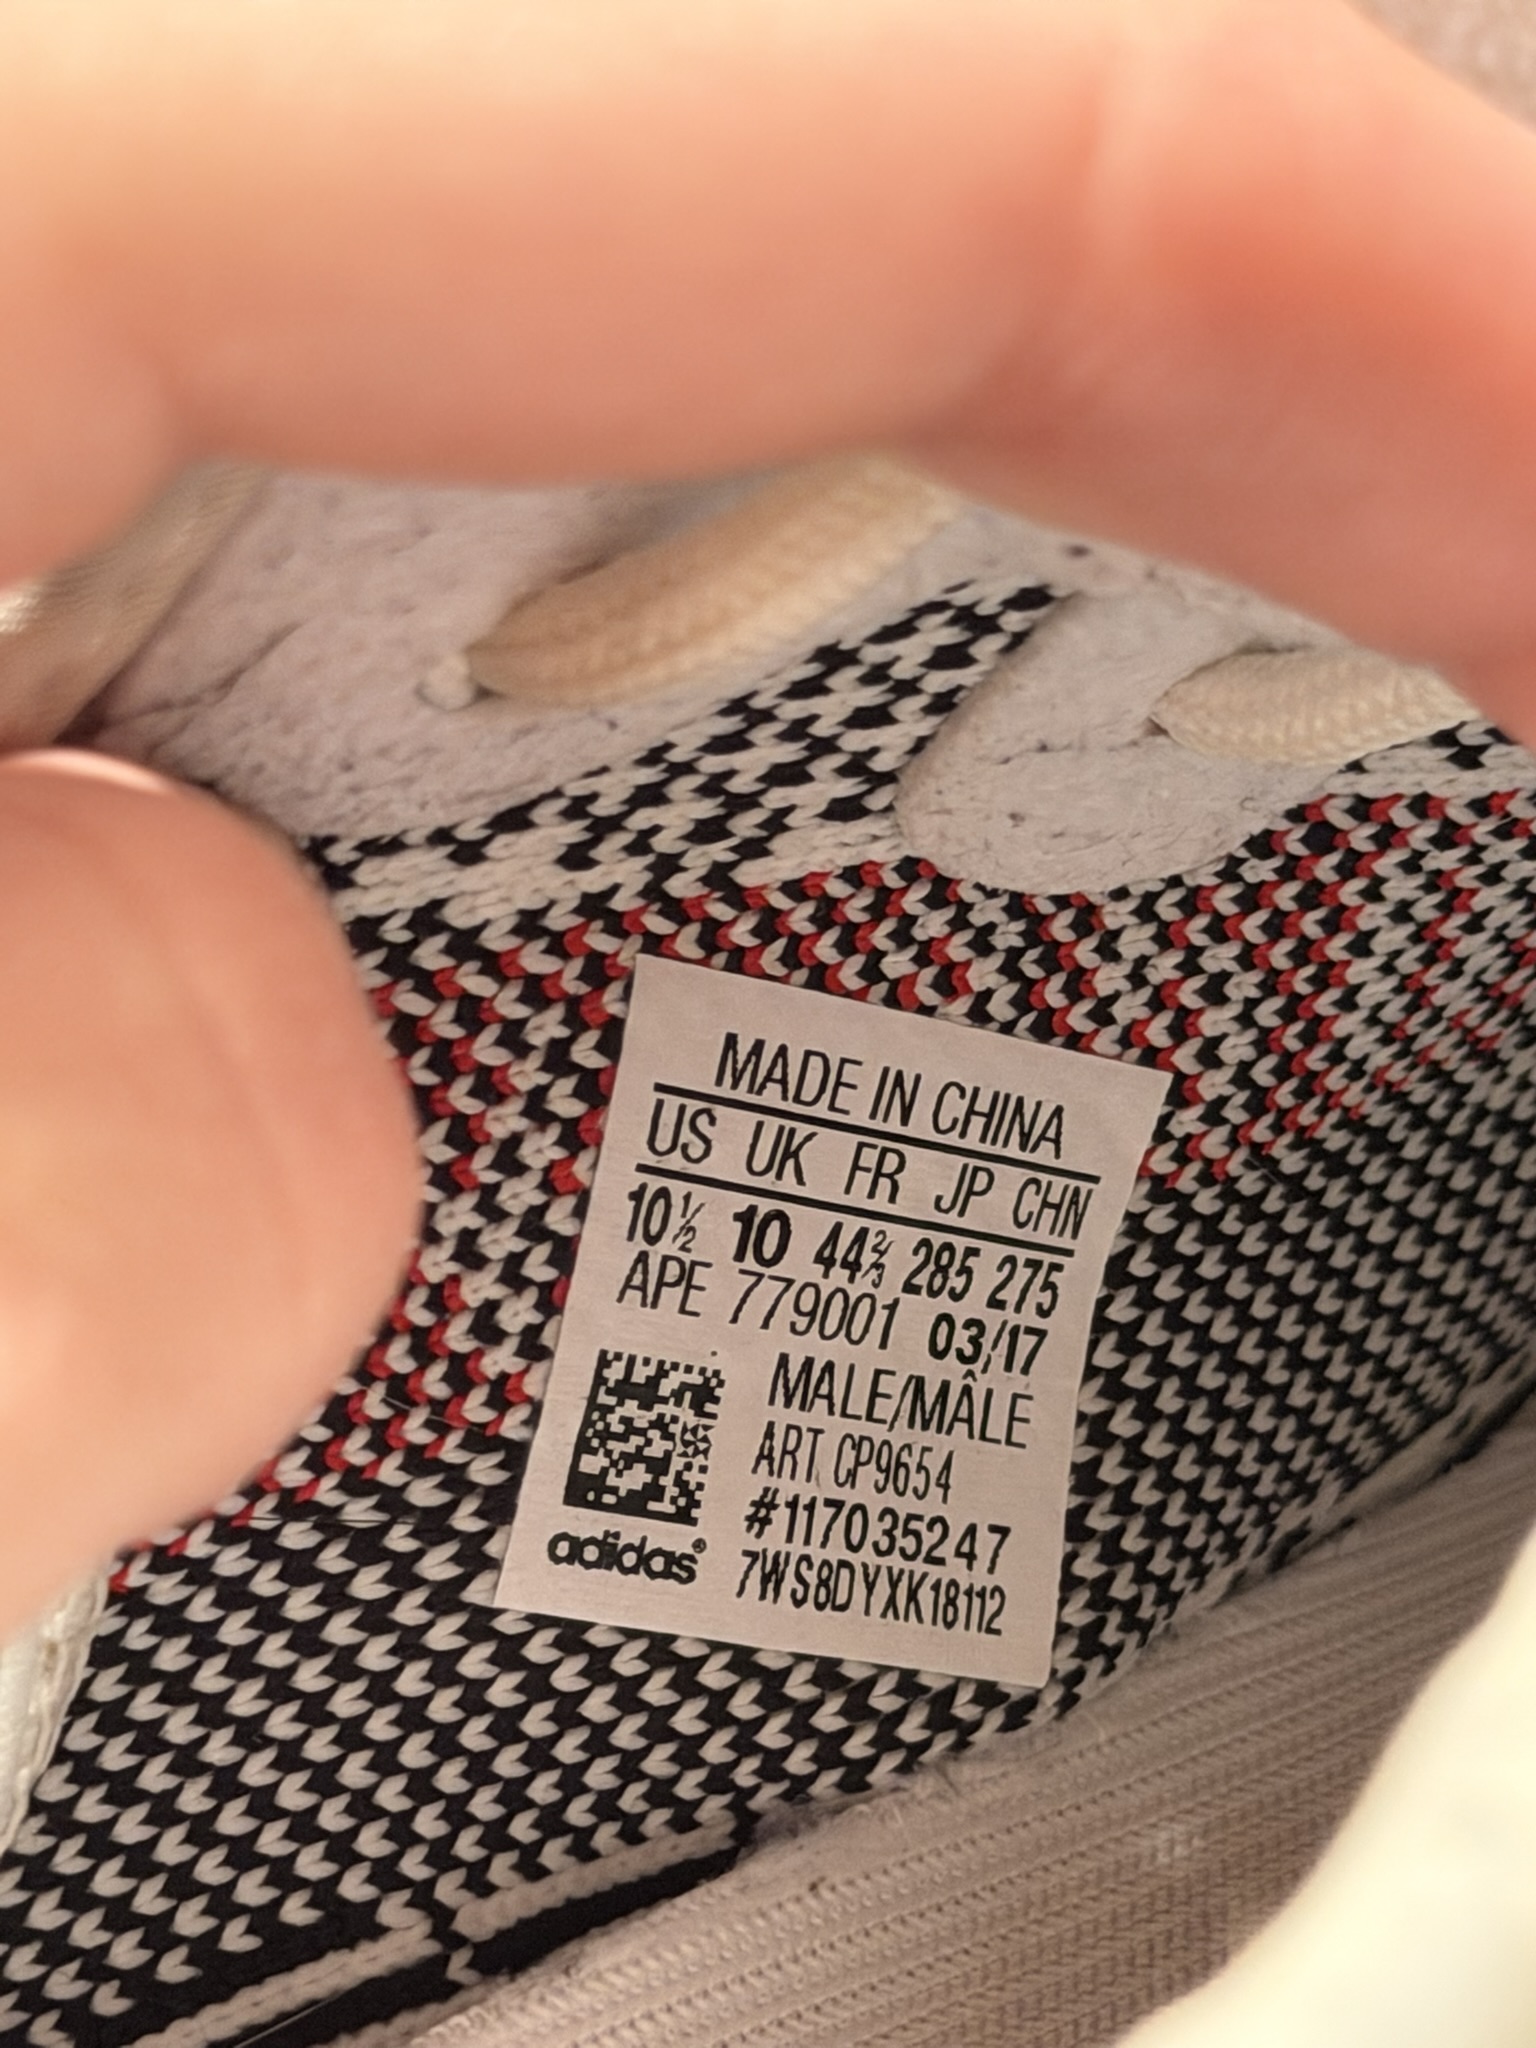 MADE IN CHINA
US UK FR JP CHN
10½ 10 44⅔ 285 275
APE 779001 03/17
MALE/MÂLE
ART CP9654
#117035247
7WS8DYXK18112
adidas®